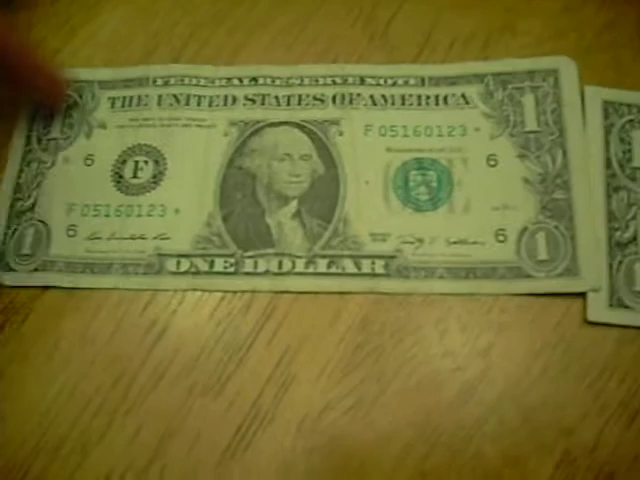 FEDERAL RESERVE NOTE
THE UNITED STATES OF AMERICA
1
1
F 05160123 *
6
F
6
F 05160123 *
6
6
1
1
ONE DOLLAR